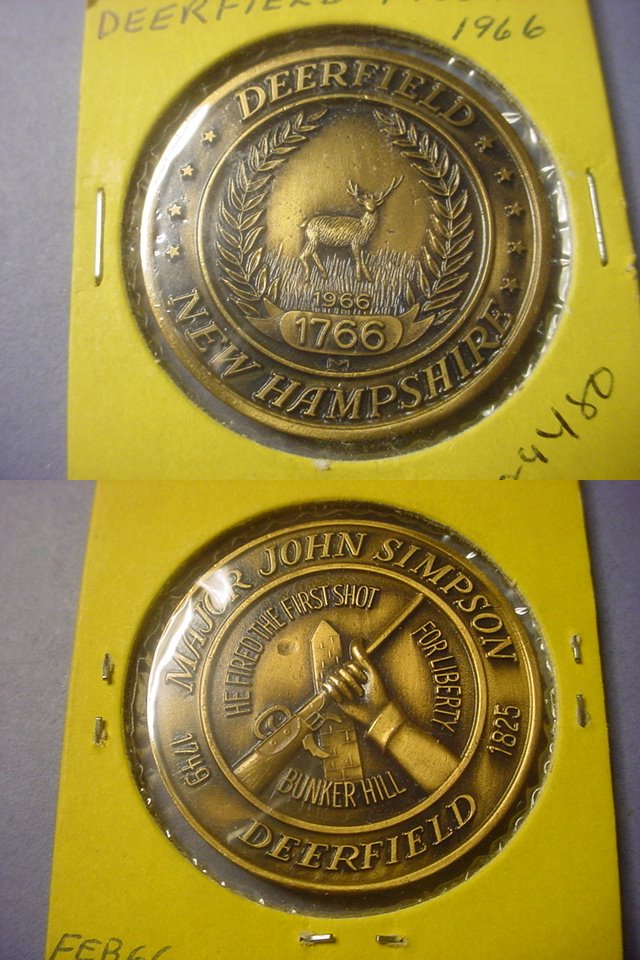 DEERFIELD
1966
DEERFIELD
1966
1766
NEW HAMPSHIRE
MAJOR JOHN SIMPSON
HE FIRED THE FIRST SHOT
FOR LIBERTY
1749
1825
BUNKER HILL
DEERFIELD
FEB66